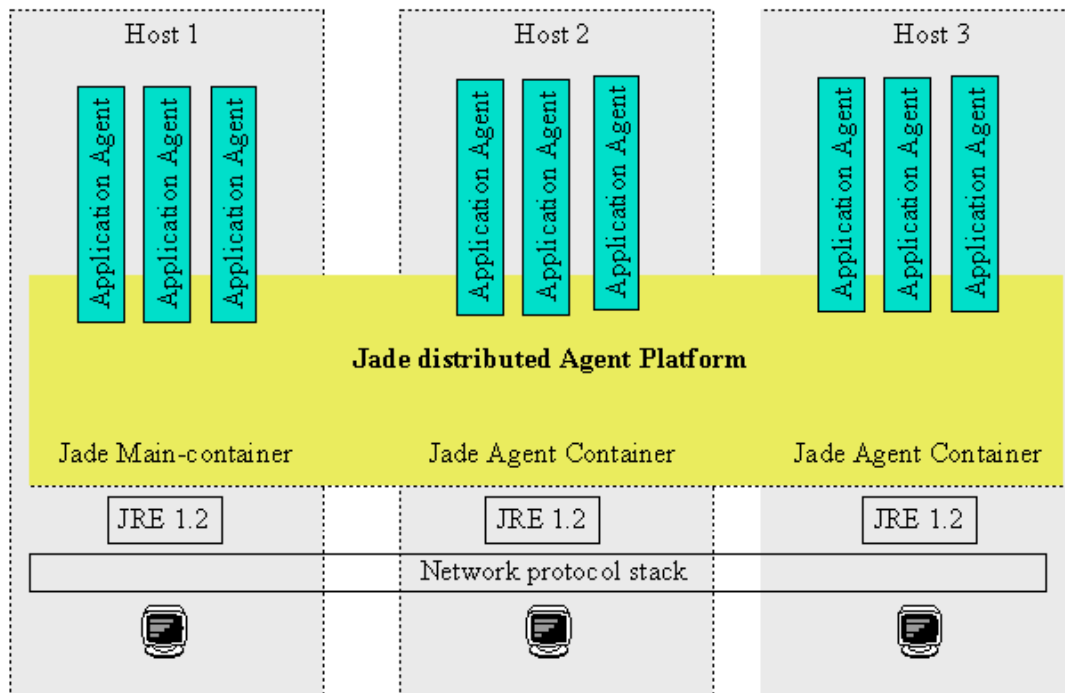 Host 1
Host 2
Host 3
Application Agent
Application Agent
Application Agent
Application Agent
Application Agent
Application Agent
Application Agent
Application Agent
Application Agent
Jade distributed Agent Platform
Jade Main-container
Jade Agent Container
Jade Agent Container
JRE 1.2
JRE 1.2
JRE 1.2
Network protocol stack